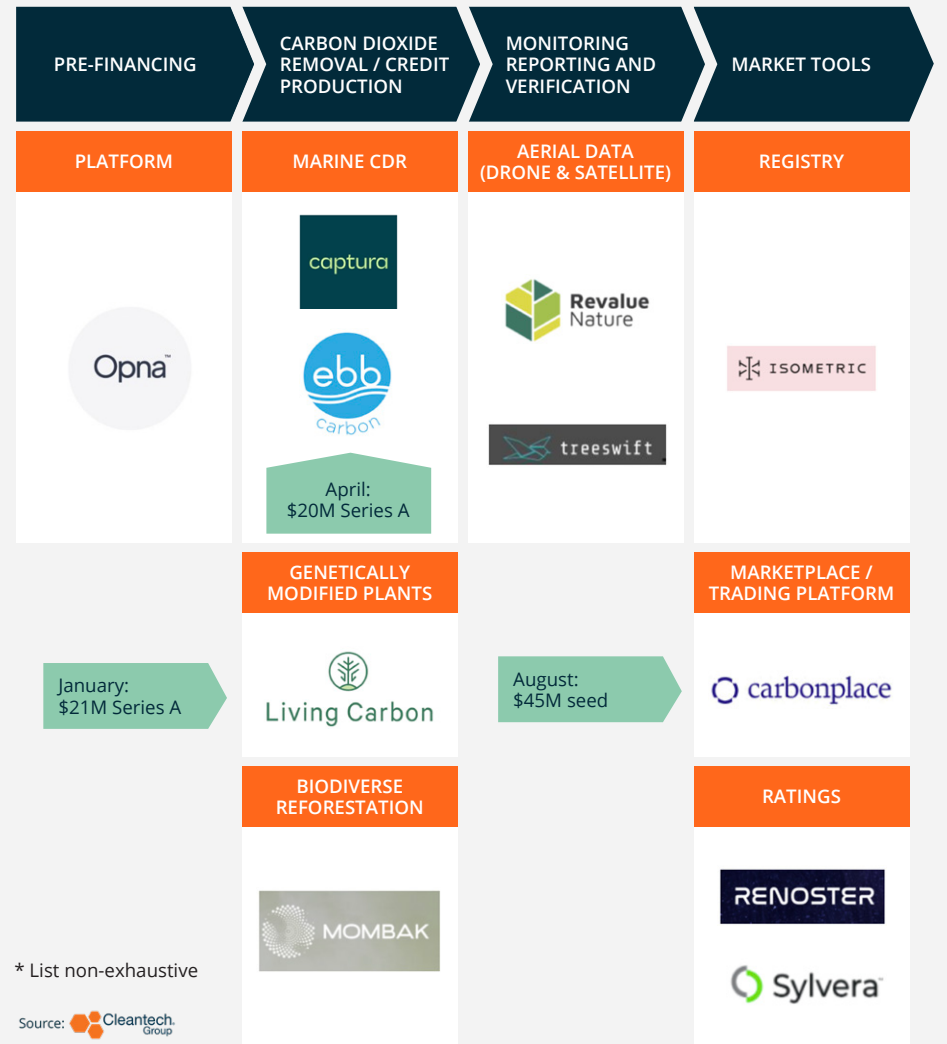 PRE-FINANCING
CARBON DIOXIDE
REMOVAL / CREDIT
PRODUCTION
MONITORING
REPORTING AND
VERIFICATION
MARKET TOOLS
PLATFORM
MARINE CDR
AERIAL DATA
(DRONE & SATELLITE)
REGISTRY
Opna™
captura
ebb
carbon
April:
$20M Series A
Revalue
Nature
treeswift
ISOMETRIC
GENETICALLY
MODIFIED PLANTS
MARKETPLACE /
TRADING PLATFORM
January:
$21M Series A
Living Carbon
August:
$45M seed
carbonplace
BIODIVERSE
REFORESTATION
RATINGS
MOMBAK
RENOSTER
Sylvera™
* List non-exhaustive
Source: Cleantech.
Group